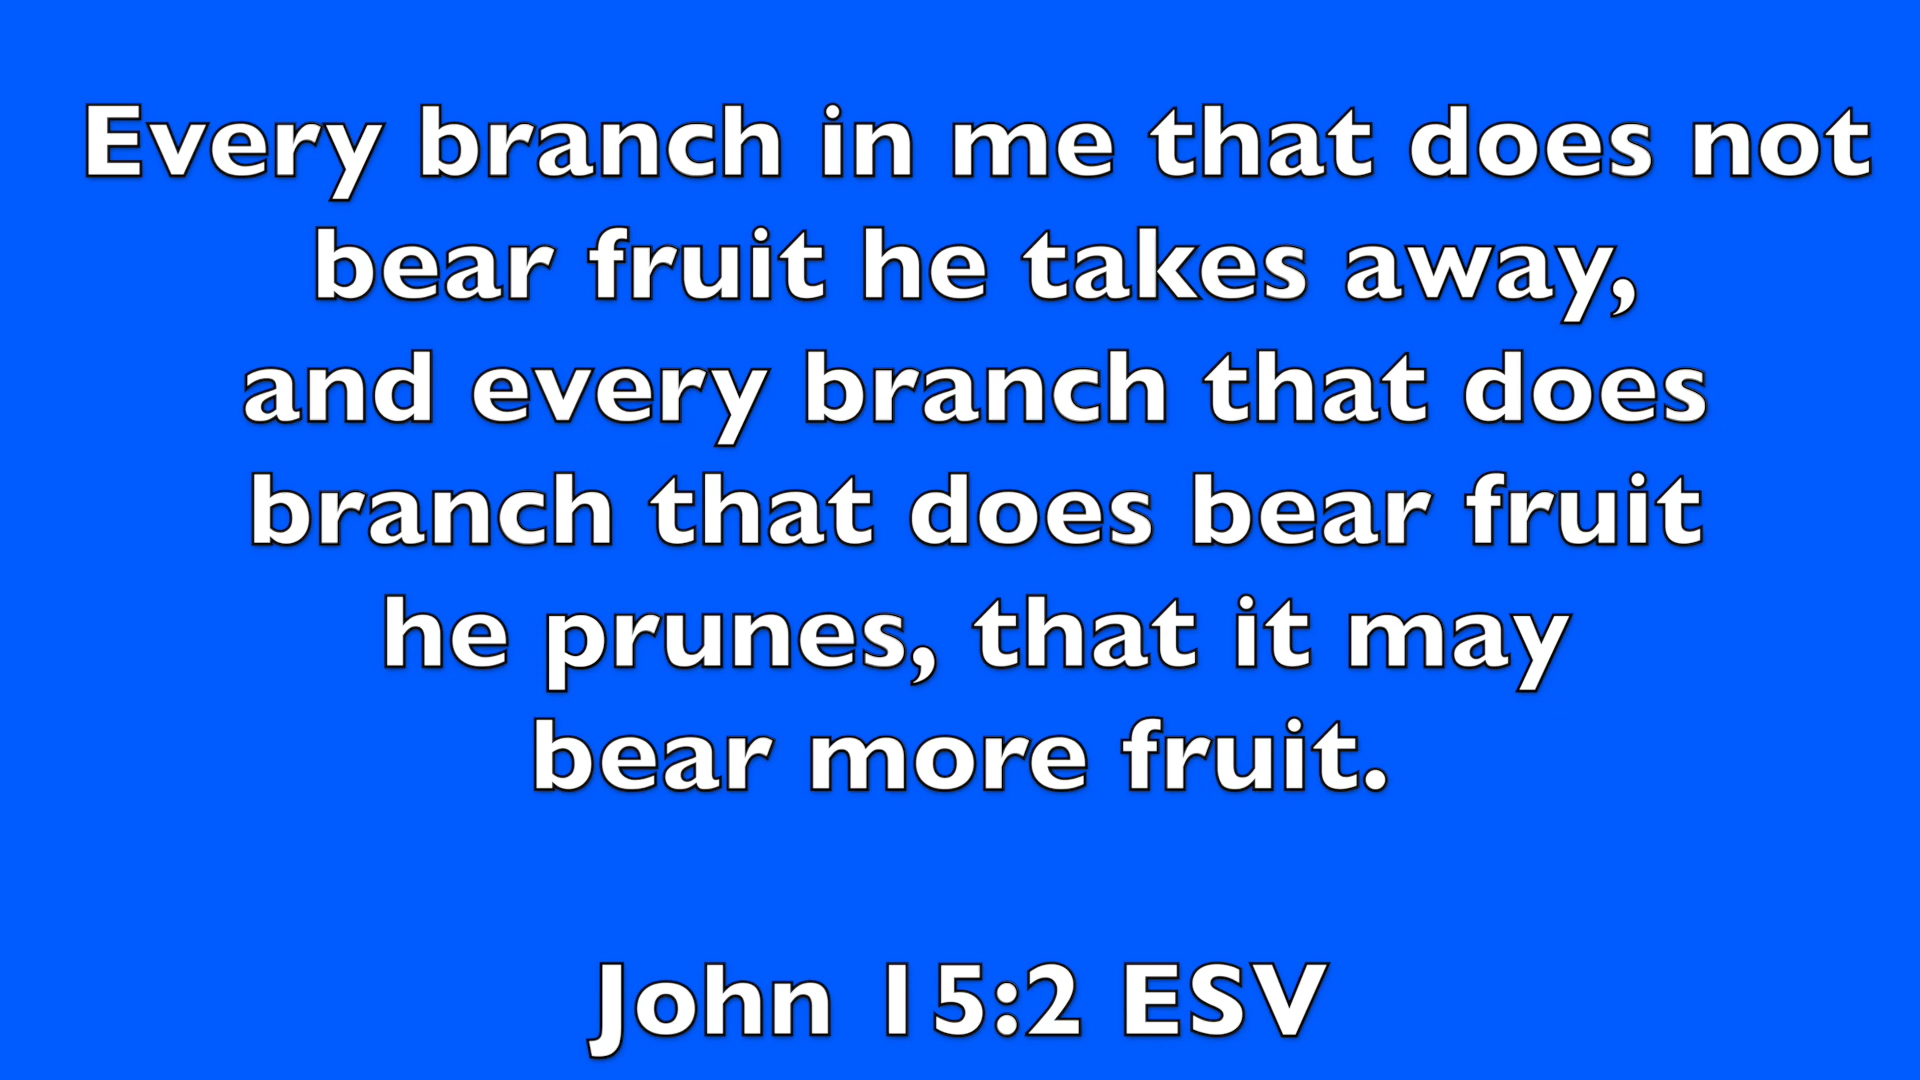 Every branch in me that does not
bear fruit he takes away,
and every branch that does
branch that does bear fruit
he prunes, that it may
bear more fruit.
John 15:2 ESV